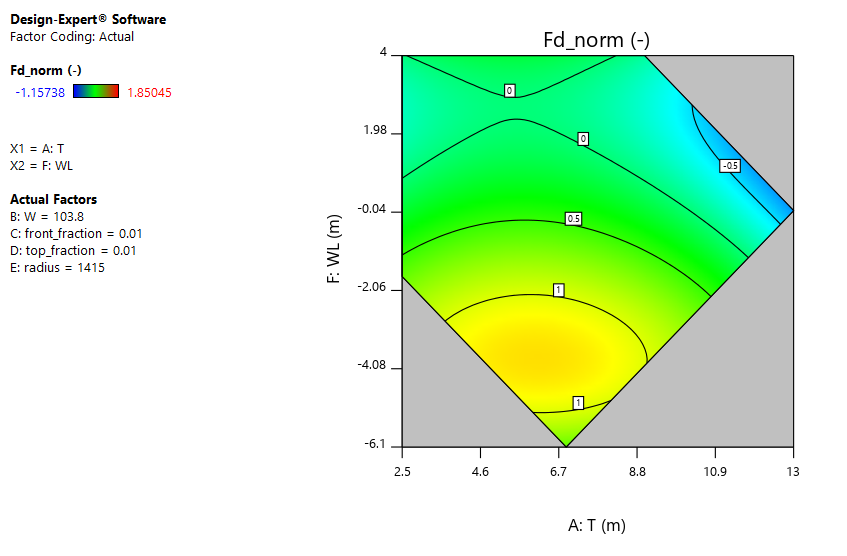 Design-Expert® Software
Factor Coding: Actual
Fd_norm (-)
-1.15738 1.85045
X1 = A: T
X2 = F: WL
Actual Factors
B: W = 103.8
C: front_fraction = 0.01
D: top_fraction = 0.01
E: radius = 1415
Fd_norm (-)
F: WL (m)
4
1.98
-0.04
-2.06
-4.08
-6.1
0
0
-0.5
0.5
1
1
2.5 4.6 6.7 8.8 10.9 13
A: T (m)